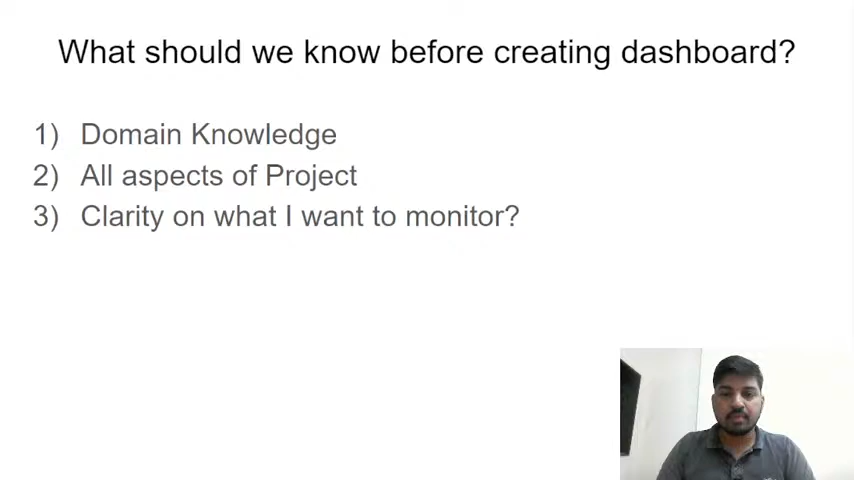 What should we know before creating dashboard?
1) Domain Knowledge
2) All aspects of Project
3) Clarity on what I want to monitor?